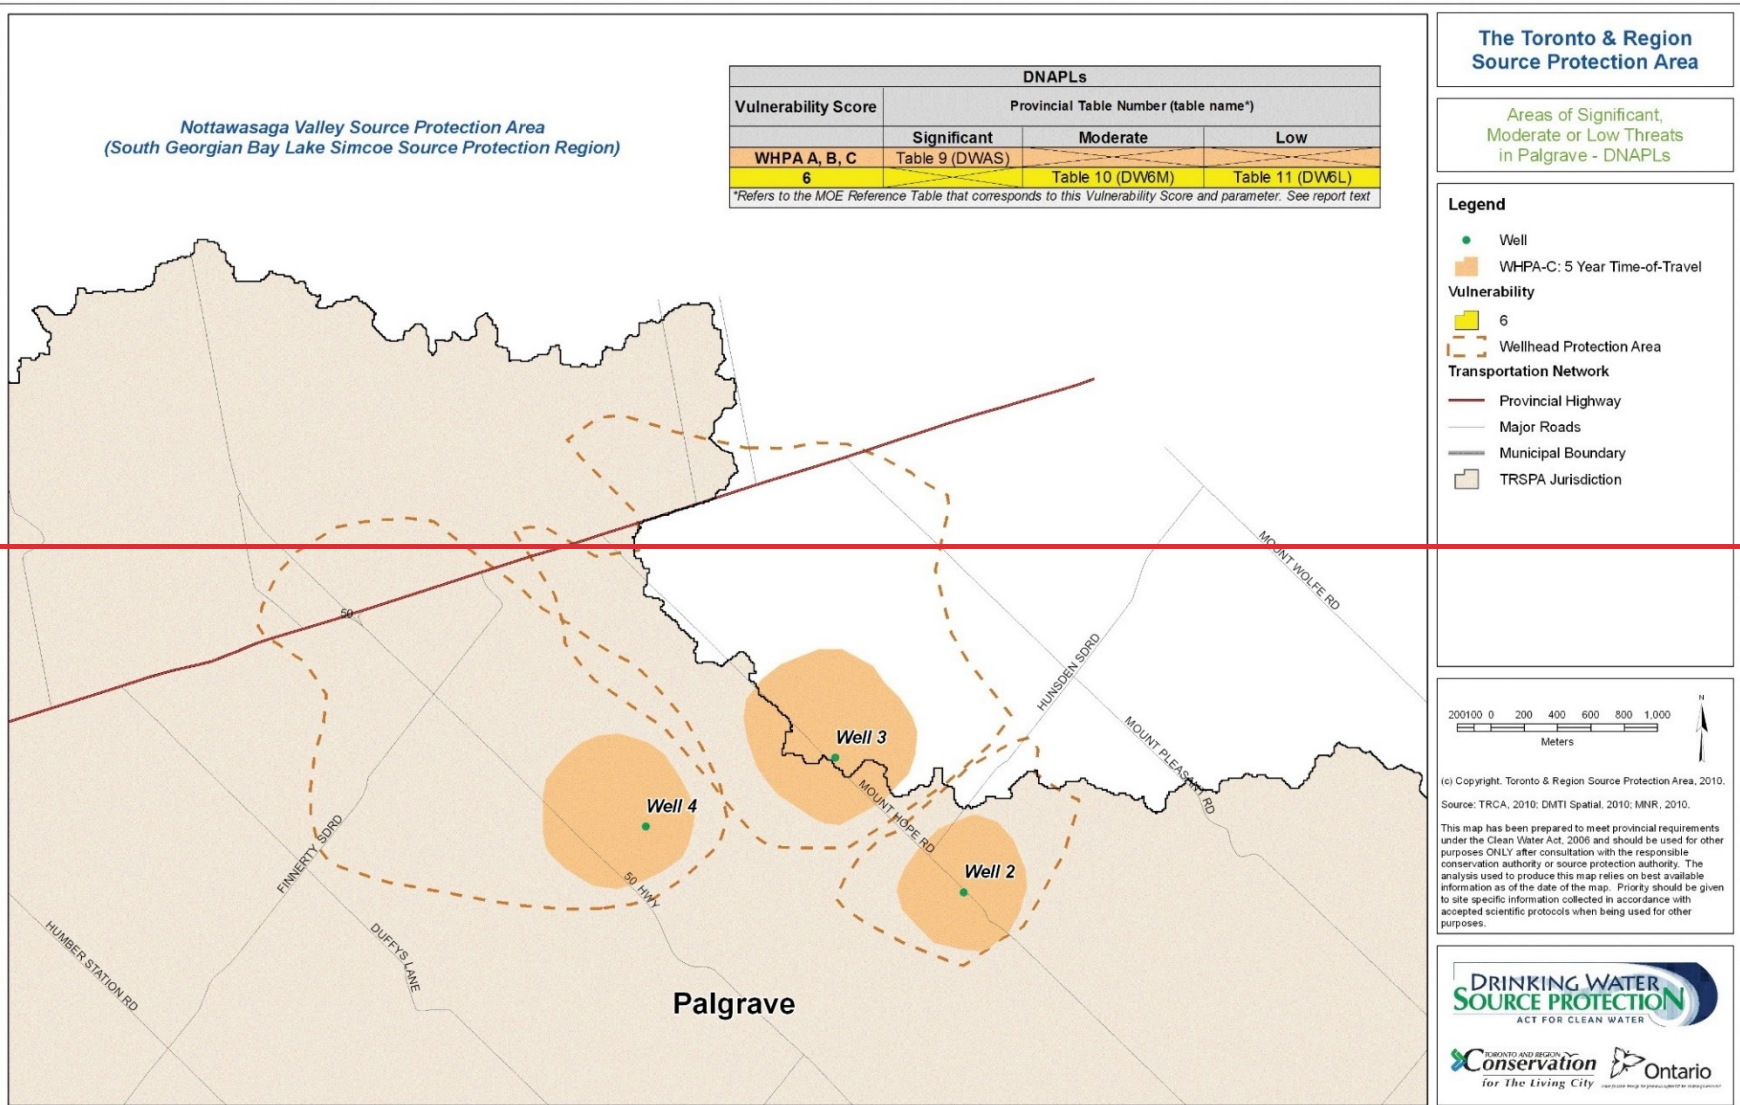 Nottawasaga Valley Source Protection Area
(South Georgian Bay Lake Simcoe Source Protection Region)
DNAPLs
Vulnerability Score
Provincial Table Number (table name*)
Significant Moderate Low
WHPA A, B, C Table 9 (DWAS)
6 Table 10 (DW6M) Table 11 (DW6L)
*Refers to the MOE Reference Table that corresponds to this Vulnerability Score and parameter. See report text
50
MOUNT WOLFE RD
HUNSDEN SDRD
MOUNT PLEASANT RD
Well 3
MOUNT HOPE RD
Well 4
Well 2
FINNERTY SDRD
50 HWY
DUFFYS LANE
HUMBER STATION RD
Palgrave
The Toronto & Region
Source Protection Area
Areas of Significant,
Moderate or Low Threats
in Palgrave - DNAPLs
Legend
Well
WHPA-C: 5 Year Time-of-Travel
Vulnerability
6
Wellhead Protection Area
Transportation Network
Provincial Highway
Major Roads
Municipal Boundary
TRSPA Jurisdiction
N
200100 0 200 400 600 800 1,000
Meters
(c) Copyright. Toronto & Region Source Protection Area, 2010.
Source: TRCA, 2010; DMTI Spatial, 2010; MNR, 2010.
This map has been prepared to meet provincial requirements
under the Clean Water Act, 2006 and should be used for other
purposes ONLY after consultation with the responsible
conservation authority or source protection authority. The
analysis used to produce this map relies on best available
information as of the date of the map. Priority should be given
to site specific information collected in accordance with
accepted scientific protocols when being used for other
purposes.
DRINKING WATER
SOURCE PROTECTION
ACT FOR CLEAN WATER
TORONTO AND REGION
Conservation
for The Living City
Ontario